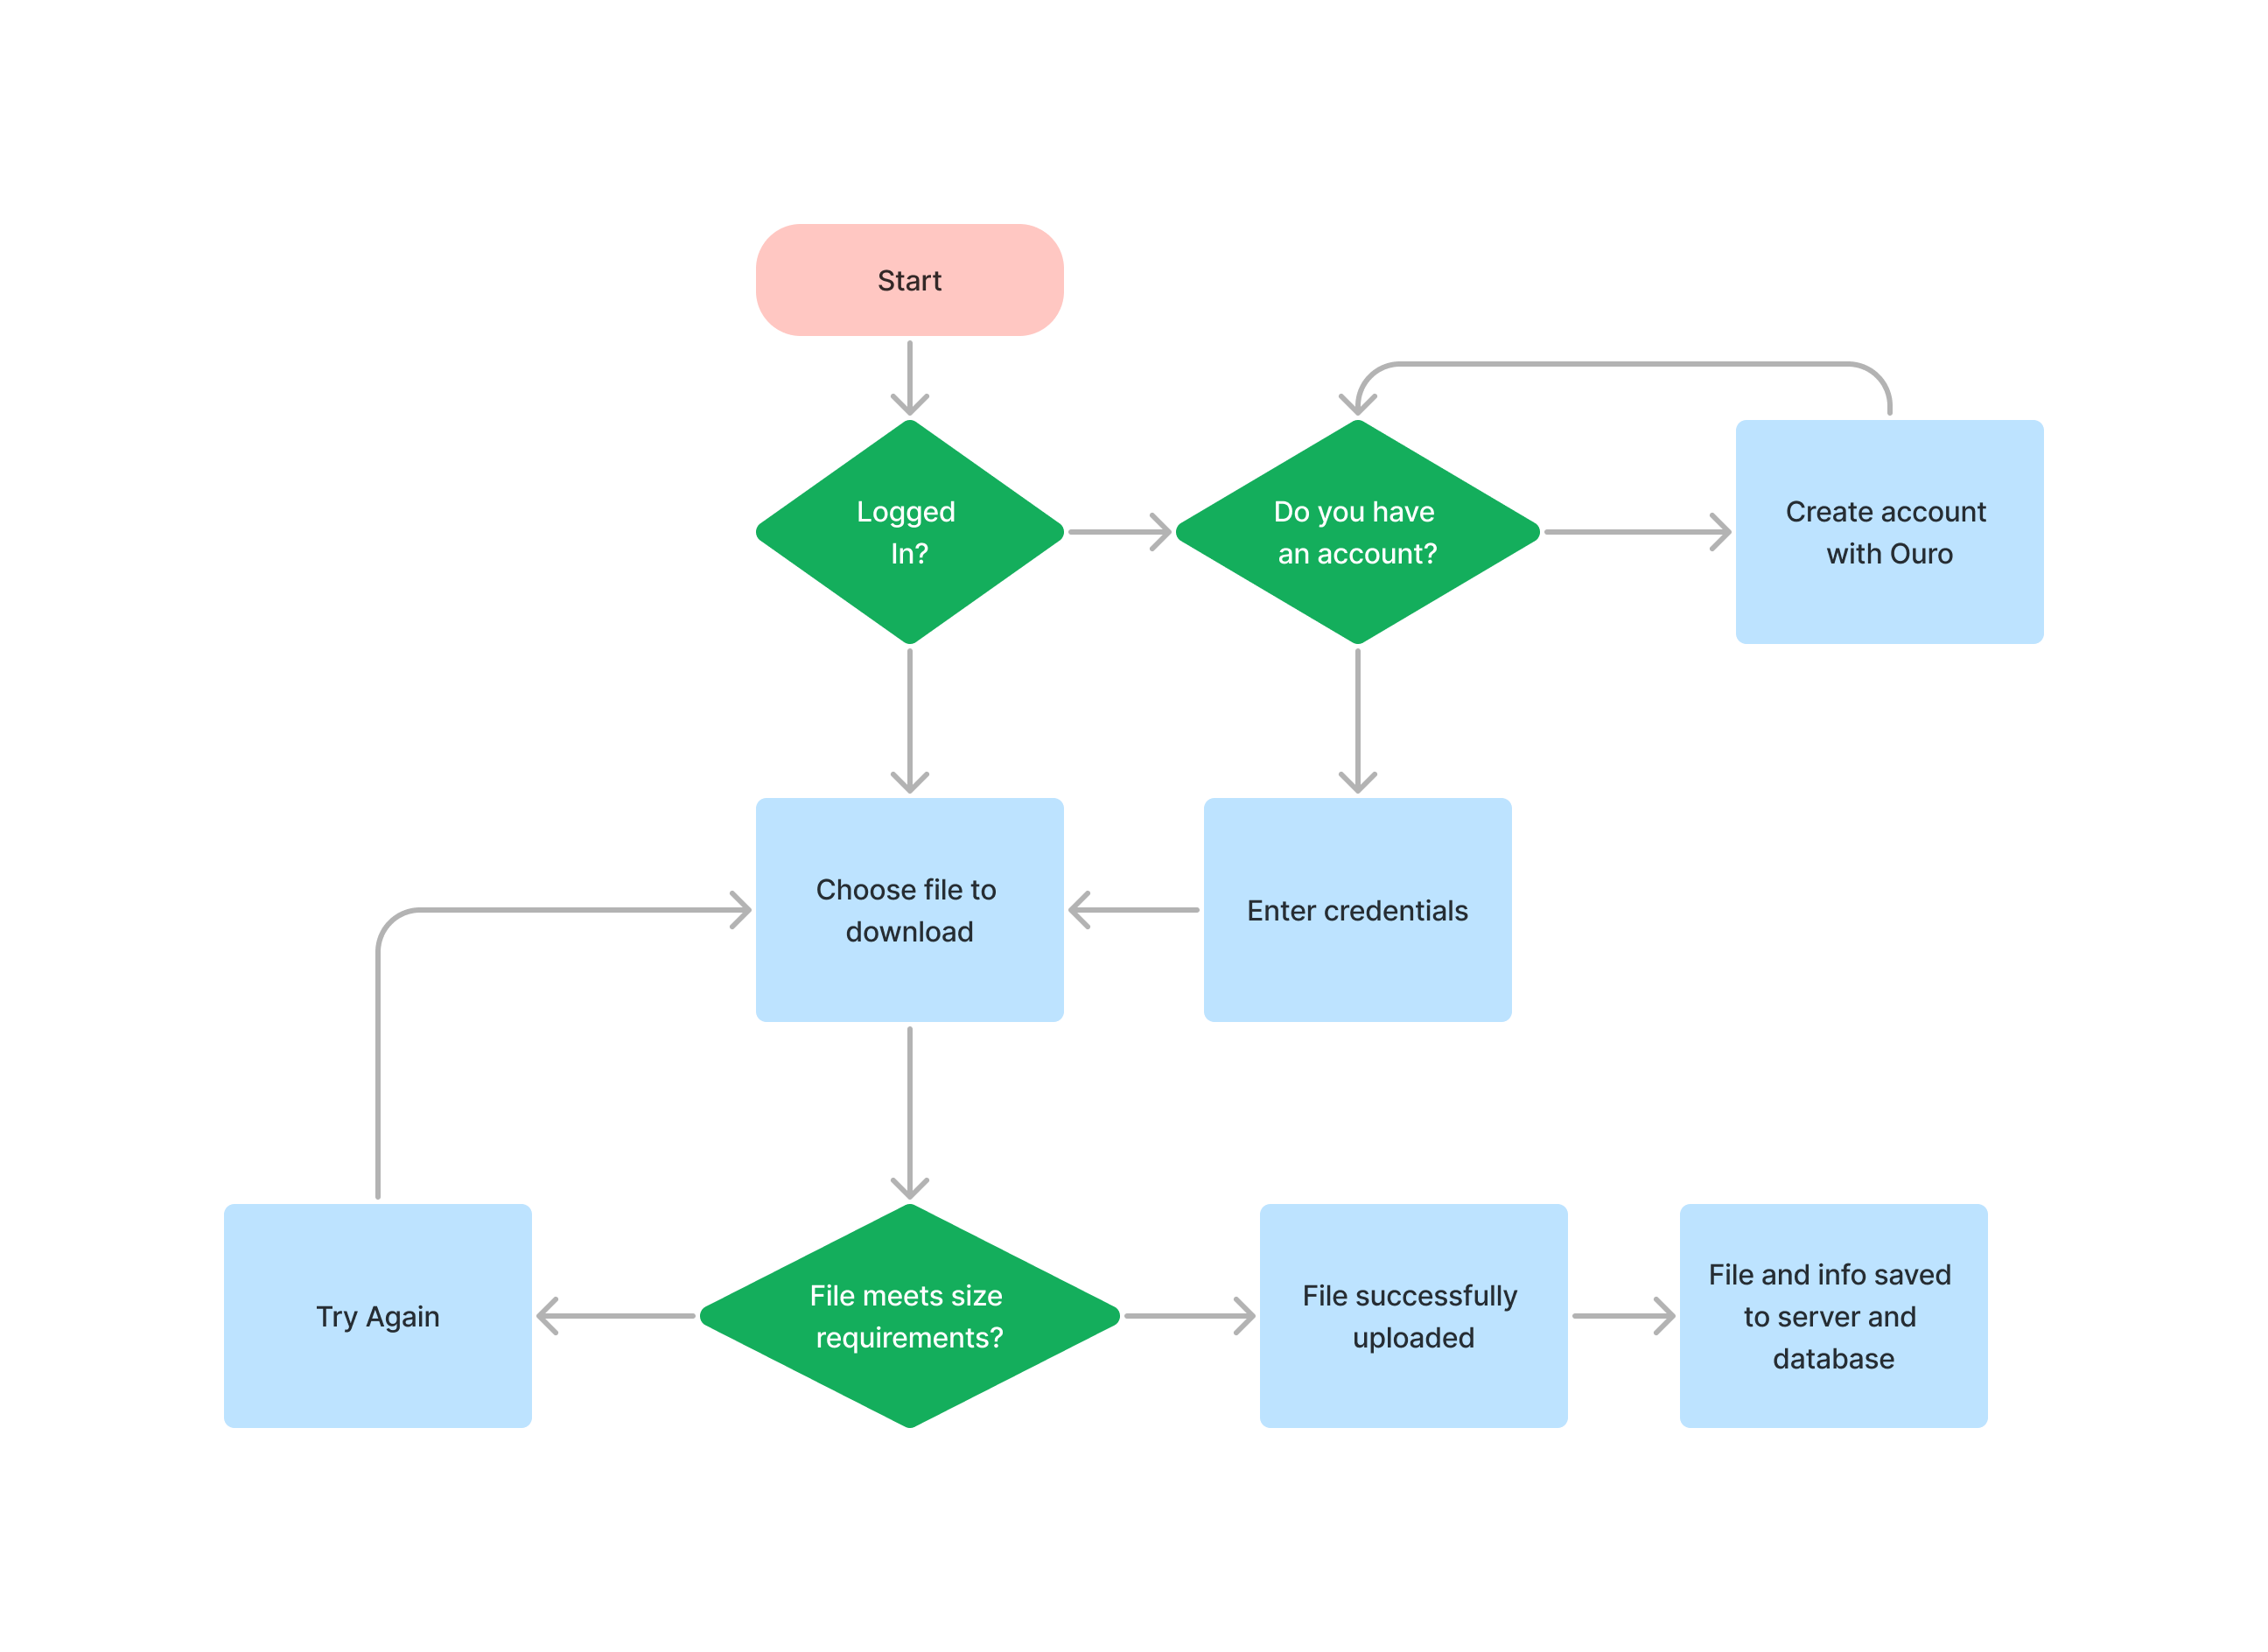 Start
Logged
In?
Do you have
an account?
Create account
with Ouro
Choose file to
download
Enter credentials
Try Again
File meets size
requirements?
File successfully
uploaded
File and info saved
to server and
database